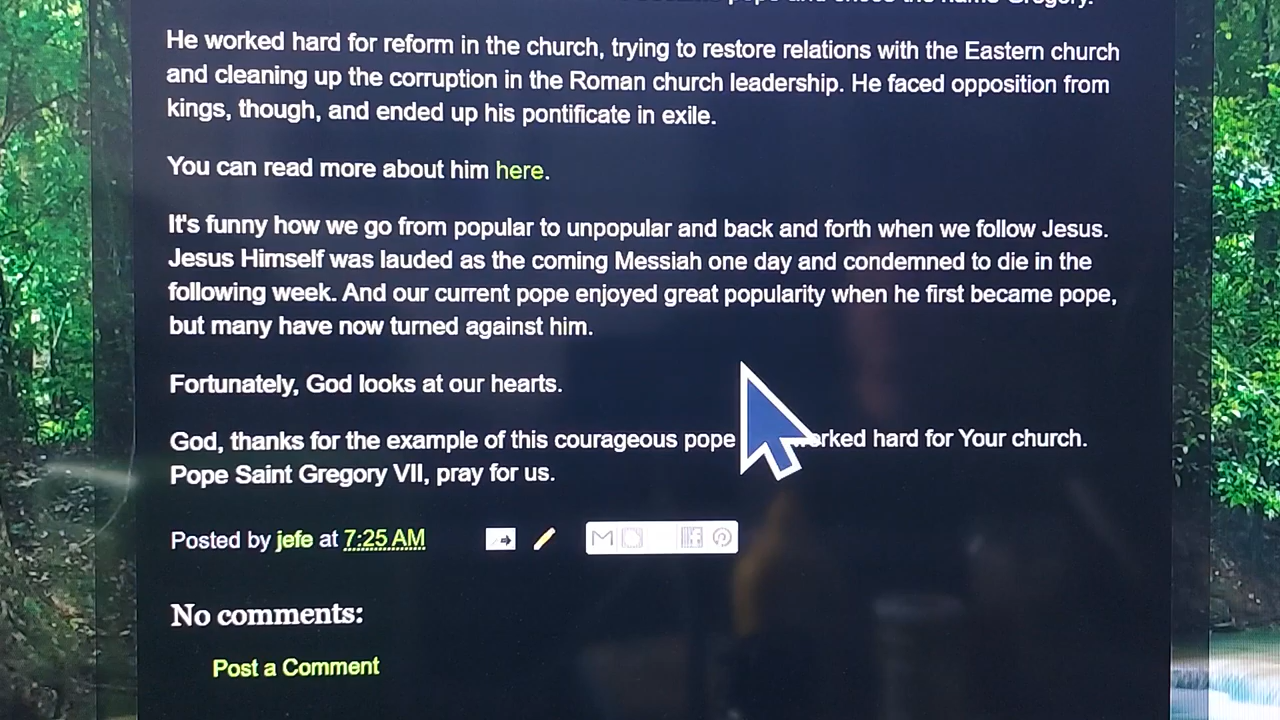 pope and chose the name Gregory.
He worked hard for reform in the church, trying to restore relations with the Eastern church
and cleaning up the corruption in the Roman church leadership. He faced opposition from
kings, though, and ended up his pontificate in exile.
You can read more about him here.
It's funny how we go from popular to unpopular and back and forth when we follow Jesus.
Jesus Himself was lauded as the coming Messiah one day and condemned to die in the
following week. And our current pope enjoyed great popularity when he first became pope,
but many have now turned against him.
Fortunately, God looks at our hearts.
God, thanks for the example of this courageous pope orked hard for Your church.
Pope Saint Gregory VII, pray for us.
Posted by jefe at 7:25 AM
No comments:
Post a Comment